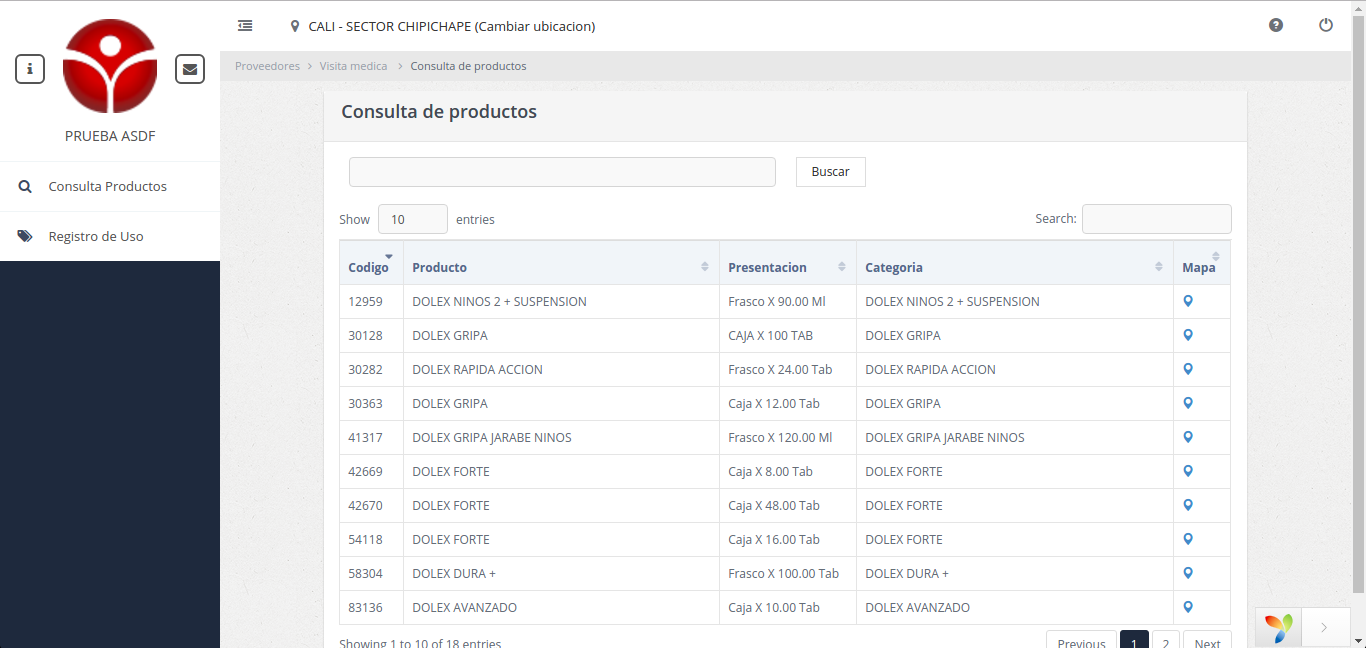 CALI - SECTOR CHIPICHAPE (Cambiar ubicacion)
PRUEBA ASDF
Consulta Productos
Registro de Uso
Proveedores > Visita medica > Consulta de productos
Consulta de productos
Buscar
Show 10 entries Search:
Codigo Producto Presentacion Categoria Mapa
12959 DOLEX NINOS 2 + SUSPENSION Frasco X 90.00 Ml DOLEX NINOS 2 + SUSPENSION
30128 DOLEX GRIPA CAJA X 100 TAB DOLEX GRIPA
30282 DOLEX RAPIDA ACCION Frasco X 24.00 Tab DOLEX RAPIDA ACCION
30363 DOLEX GRIPA Caja X 12.00 Tab DOLEX GRIPA
41317 DOLEX GRIPA JARABE NINOS Frasco X 120.00 Ml DOLEX GRIPA JARABE NINOS
42669 DOLEX FORTE Caja X 8.00 Tab DOLEX FORTE
42670 DOLEX FORTE Caja X 48.00 Tab DOLEX FORTE
54118 DOLEX FORTE Caja X 16.00 Tab DOLEX FORTE
58304 DOLEX DURA + Frasco X 100.00 Tab DOLEX DURA +
83136 DOLEX AVANZADO Caja X 10.00 Tab DOLEX AVANZADO
Showing 1 to 10 of 18 entries Previous 1 2 Next